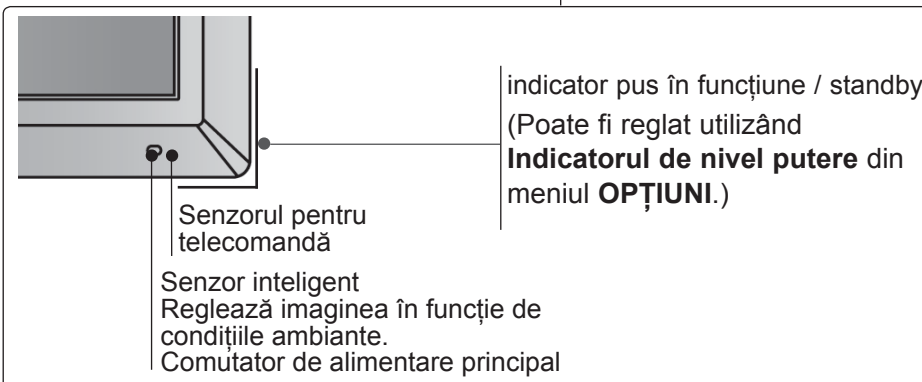 indicator pus în funcțiune / standby
(Poate fi reglat utilizând
Indicatorul de nivel putere din
meniul OPȚIUNI.)
Senzorul pentru
telecomandă
Senzor inteligent
Reglează imaginea în funcție de
condițiile ambiante.
Comutator de alimentare principal